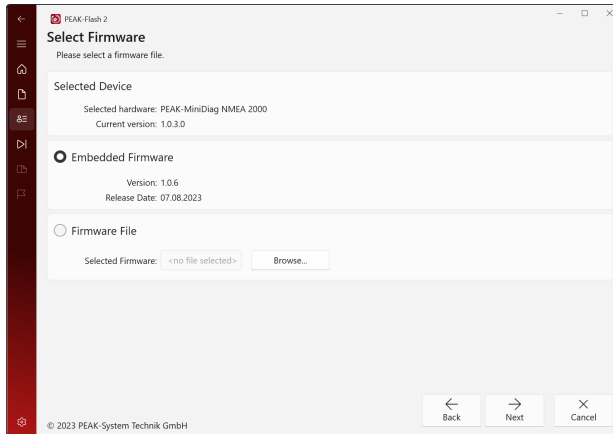 PEAK-Flash 2
Select Firmware
Please select a firmware file.
Selected Device
Selected hardware: PEAK-MiniDiag NMEA 2000
Current version: 1.0.3.0
Embedded Firmware
Version: 1.0.6
Release Date: 07.08.2023
Firmware File
Selected Firmware: <no file selected> Browse...
Back Next Cancel
© 2023 PEAK-System Technik GmbH